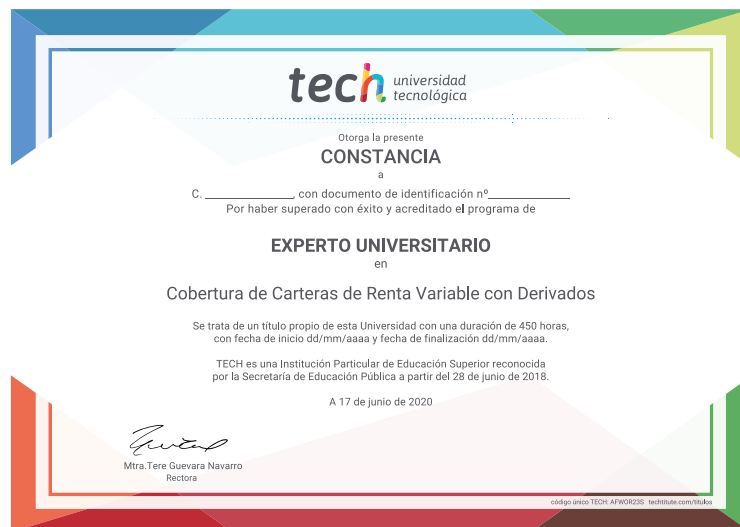 tech universidad
tecnológica
Otorga la presente
CONSTANCIA
a
C. ______________, con documento de identificación nº______________
Por haber superado con éxito y acreditado el programa de
EXPERTO UNIVERSITARIO
en
Cobertura de Carteras de Renta Variable con Derivados
Se trata de un título propio de esta Universidad con una duración de 450 horas,
con fecha de inicio dd/mm/aaaa y fecha de finalización dd/mm/aaaa.
TECH es una Institución Particular de Educación Superior reconocida
por la Secretaría de Educación Pública a partir del 28 de junio de 2018.
A 17 de junio de 2020
Mtra.Tere Guevara Navarro
Rectora
código único TECH: AFWOR23S techtitute.com/titulos